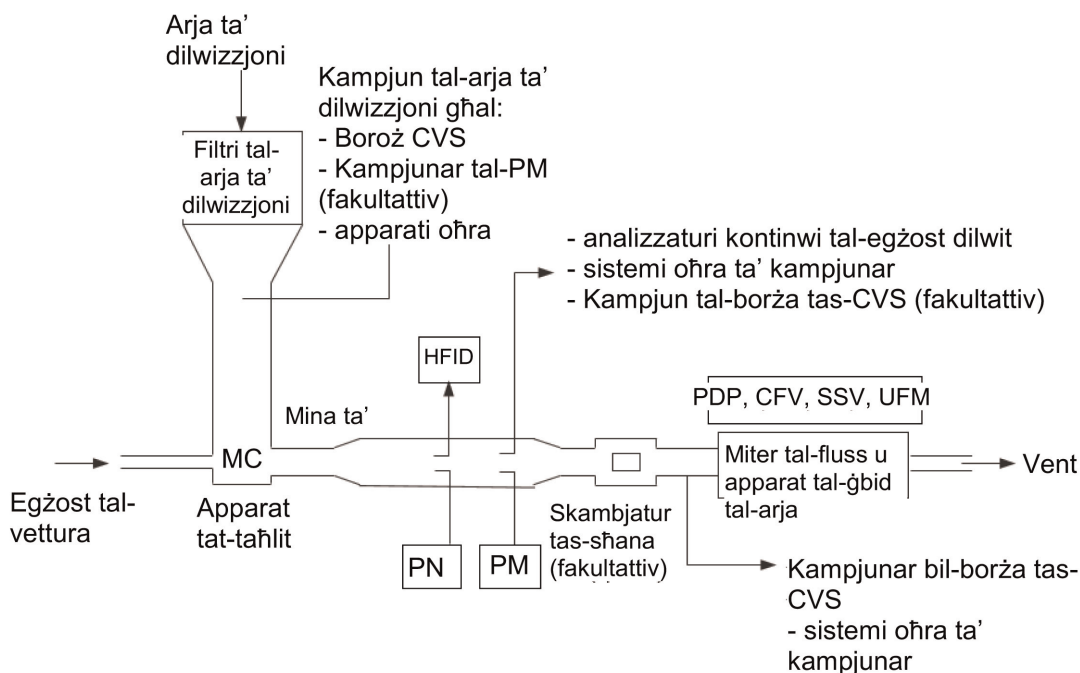 Arja ta’
dilwizzjoni
Kampjun tal-arja ta’
dilwizzjoni għal:
- Boroż CVS
- Kampjunar tal-PM
(fakultattiv)
- apparati oħra
Filtri tal-
arja ta’
dilwizzjoni
- analizzaturi kontinwi tal-egżost dilwit
- sistemi oħra ta’ kampjunar
- Kampjun tal-borża tas-CVS (fakultattiv)
HFID
PDP, CFV, SSV, UFM
Mina ta’
MC
Miter tal-fluss u
apparat tal-ġbid
tal-arja
Vent
Egżost tal-
vettura
Apparat
tat-taħlit
PN
PM
Skambjatur
tas-sħana
(fakultattiv)
Kampjunar bil-borża tas-
CVS
- sistemi oħra ta’
kampjunar